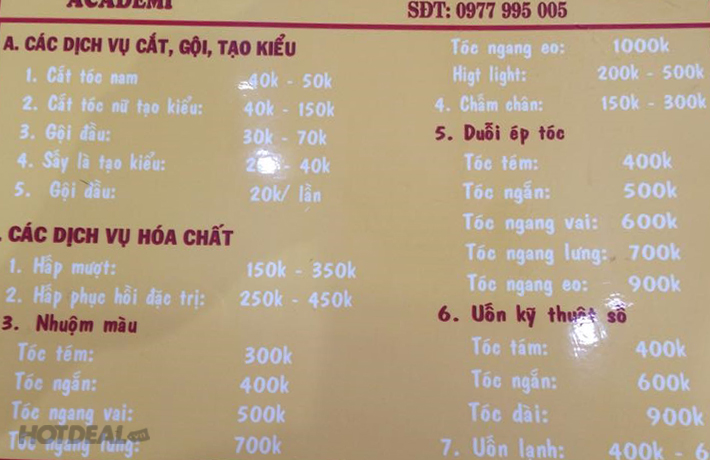 ACADEMI
SĐT: 0977 995 005
A. CÁC DỊCH VỤ CẮT, GỘI, TẠO KIỂU
1. Cắt tóc nam 40k - 50k
2. Cắt tóc nữ tạo kiểu: 40k - 150k
3. Gội đầu: 30k - 70k
4. Sấy là tạo kiểu: - 40k
5. Gội đầu: 20k/ lần
. CÁC DỊCH VỤ HÓA CHẤT
1. Hấp mượt: 150k - 350k
2. Hấp phục hồi đặc trị: 250k - 450k
3. Nhuộm màu
Tóc tém: 300k
Tóc ngắn: 400k
Tóc ngang vai: 500k
Tóc ngang lưng: 700k
HOTDEAL.vn
Tóc ngang eo: 1000k
Higt light: 200k - 500k
4. Chấm chân: 150k - 300k
5. Duỗi ép tóc
Tóc tém: 400k
Tóc ngắn: 500k
Tóc ngang vai: 600k
Tóc ngang lưng: 700k
Tóc ngang eo: 900k
6. Uốn kỹ thuật số
Tóc tám: 400k
Tóc ngắn: 600k
Tóc dài: 900k
7. Uốn lạnh: 400k - 6